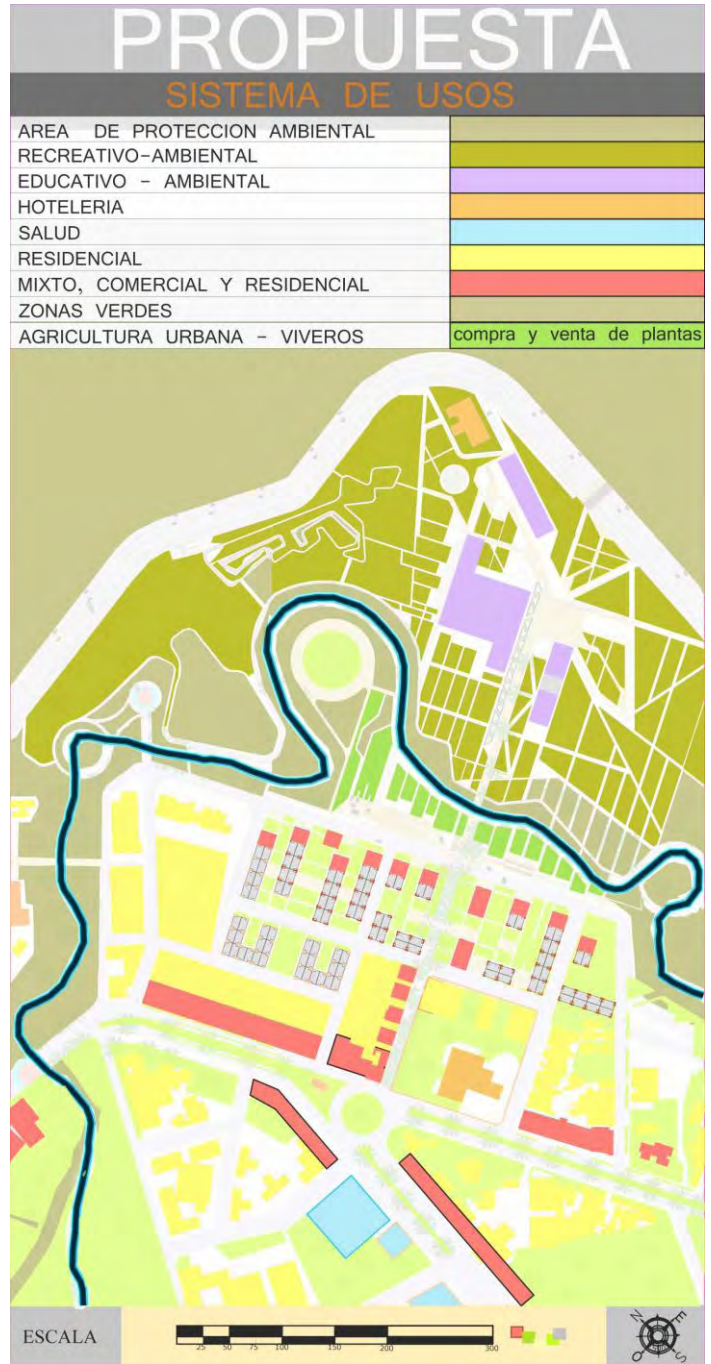 PROPUESTA
SISTEMA DE USOS
AREA DE PROTECCION AMBIENTAL
RECREATIVO-AMBIENTAL
EDUCATIVO - AMBIENTAL
HOTELERIA
SALUD
RESIDENCIAL
MIXTO, COMERCIAL Y RESIDENCIAL
ZONAS VERDES
AGRICULTURA URBANA - VIVEROS compra y venta de plantas
ESCALA
25 50 75 100 150 200 300
N E
O S